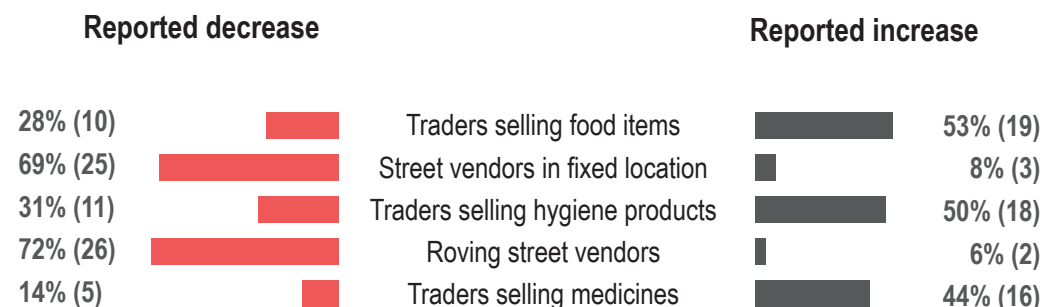 Reported decrease Reported increase
28% (10) Traders selling food items 53% (19)
69% (25) Street vendors in fixed location 8% (3)
31% (11) Traders selling hygiene products 50% (18)
72% (26) Roving street vendors 6% (2)
14% (5) Traders selling medicines 44% (16)